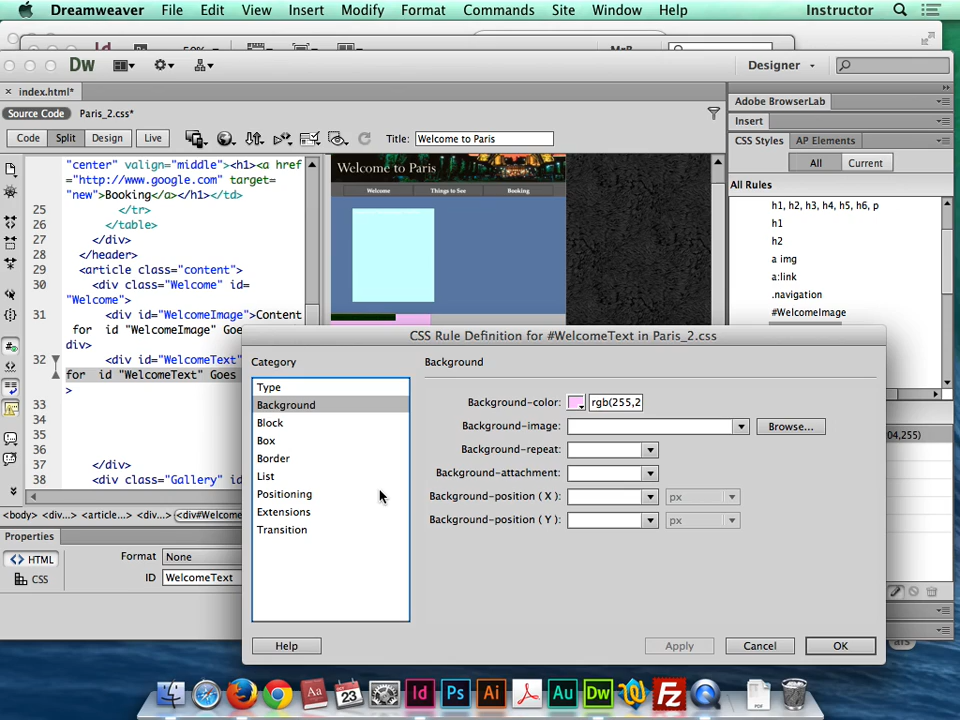 Dreamweaver File Edit View Insert Modify Format Commands Site Window Help Instructor
Dw Designer
index.html*
Source Code Paris_2.css*
Code Split Design Live Title: Welcome to Paris
"center" valign="middle"><h1><a href
="http://www.google.com" target=
"new">Booking</a></h1></td>
25 </tr>
26 </table>
27 </div>
28 </header>
29 <article class="content">
30 <div class="Welcome" id=
"Welcome">
31 <div id="WelcomeImage">Content
for id "WelcomeImage" Goes
div>
32 <div id="WelcomeText"
for id "WelcomeText" Goes
>
33
34
35
36
37 </div>
38 <div class="Gallery" id=
Welcome to Paris
Welcome Things to See Booking
Adobe BrowserLab
Insert
CSS Styles AP Elements
All Current
All Rules
h1, h2, h3, h4, h5, h6, p
h1
h2
a img
a:link
.navigation
#WelcomeImage
04,255)
<body> <div...> <article...> <div...> <div#Welcome
Properties
<> HTML
CSS
Format None
ID WelcomeText
CSS Rule Definition for #WelcomeText in Paris_2.css
Category
Type
Background
Block
Box
Border
List
Positioning
Extensions
Transition
Background
Background-color: rgb(255,2
Background-image: Browse...
Background-repeat:
Background-attachment:
Background-position (X) px
Background-position (Y) px
Help Apply Cancel OK